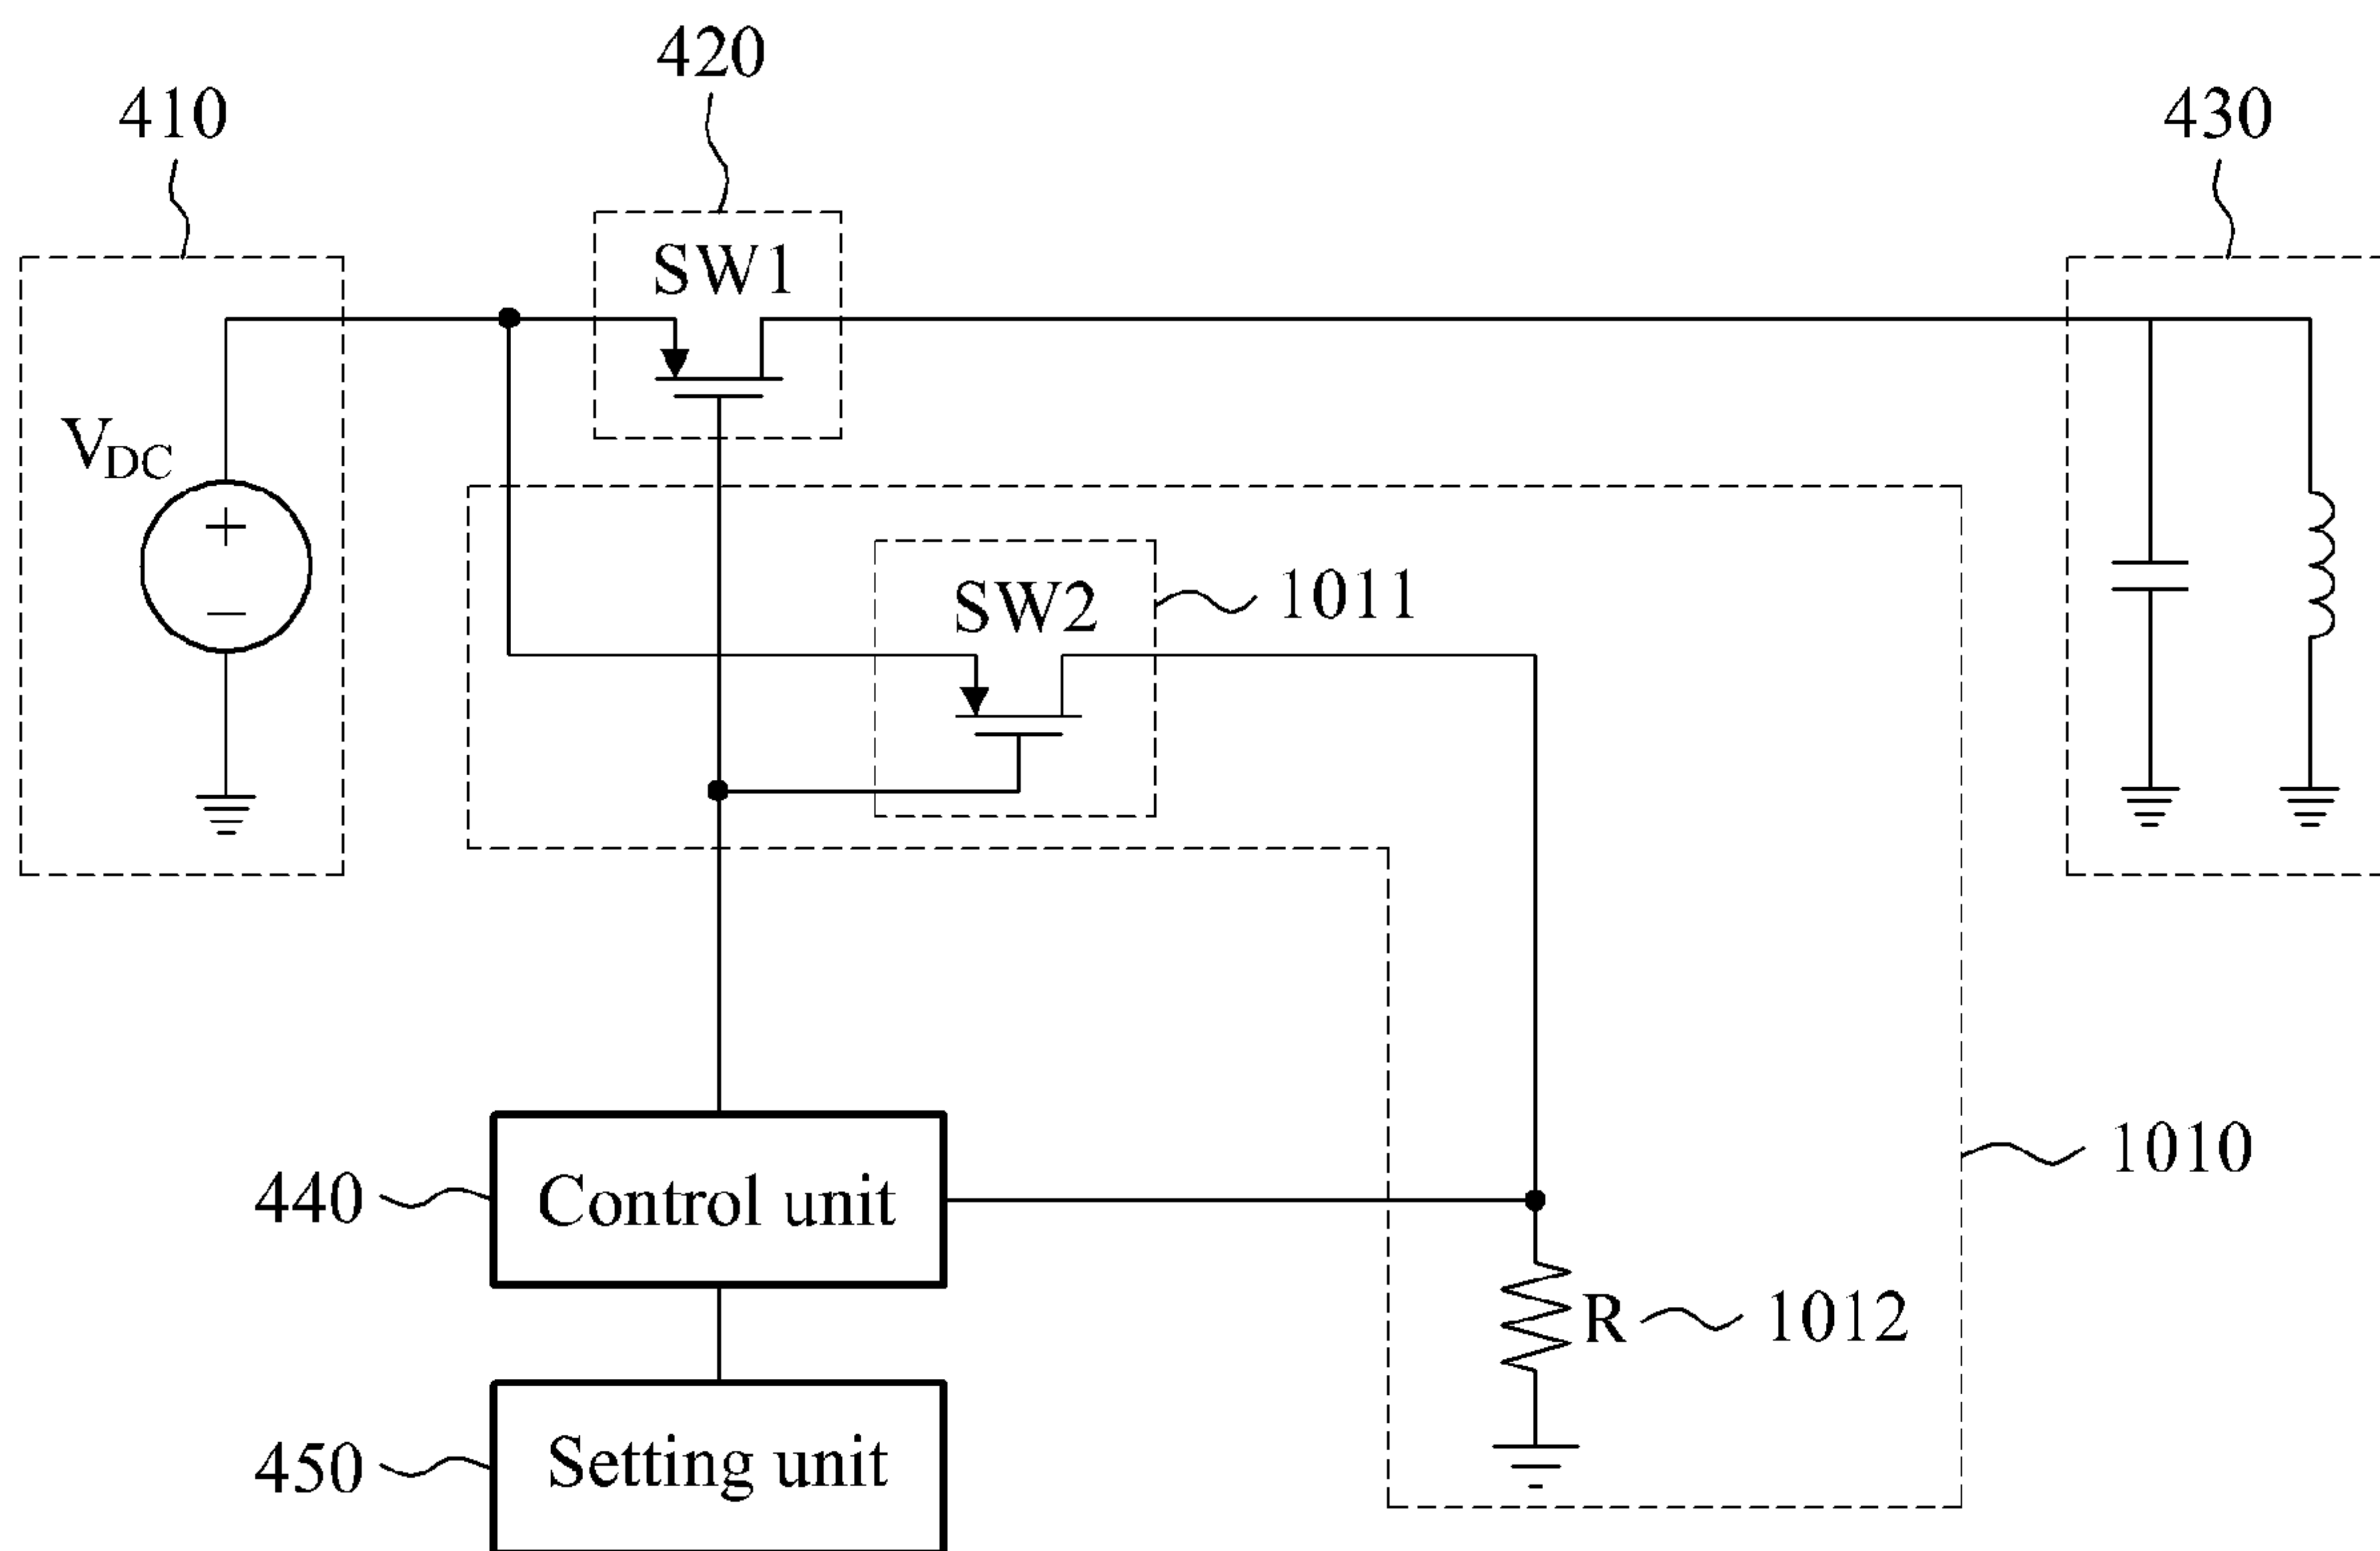 420
410
430
SW1
VDC
+
−
SW2
1011
1010
440
Control unit
R
1012
450
Setting unit